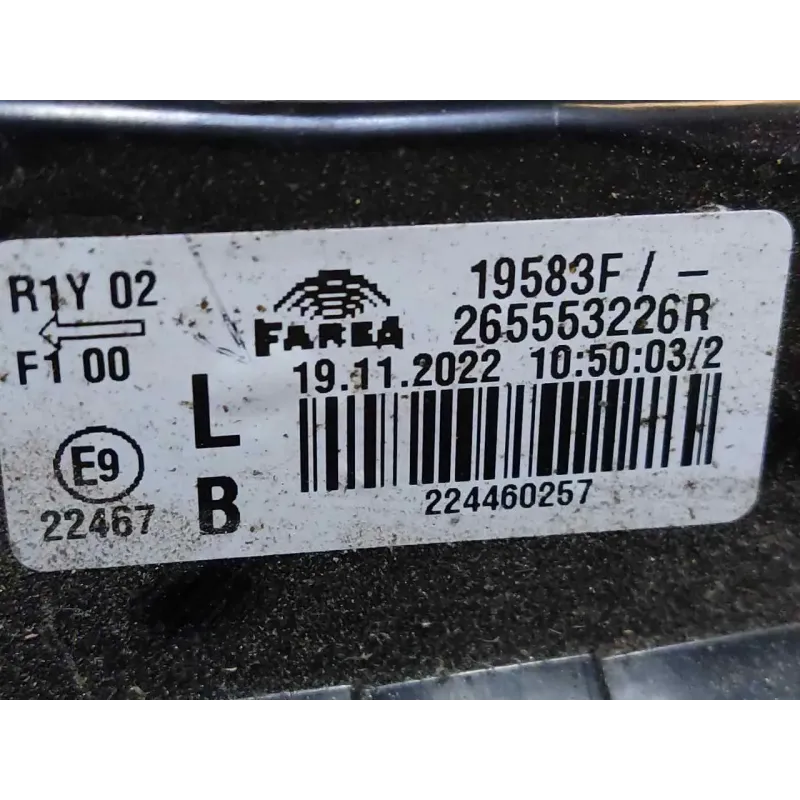 R1Y 02
F1 00
E9
22467
L
B
FAREA
19583F / -
265553226R
19.11.2022 10:50:03/2
224460257